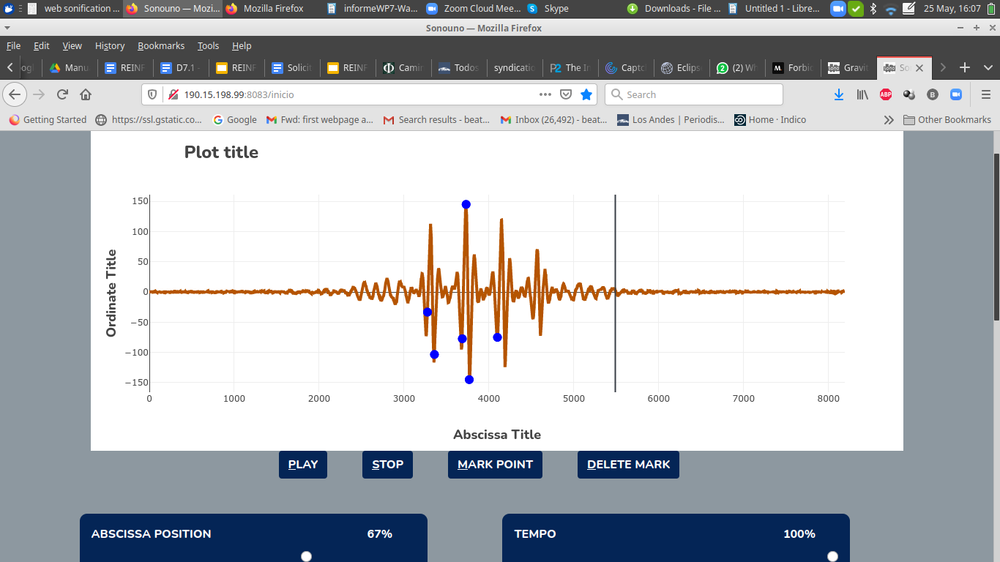 web sonification ...
Sonouno — Mozi...
Mozilla Firefox
informeWP7-Wa...
Zoom Cloud Mee...
Skype
Downloads - File ...
Untitled 1 - Libre...
25 May, 16:07
Sonouno — Mozilla Firefox
File Edit View History Bookmarks Tools Help
Manu
REINF
D7.1 -
REINF
Solicit
REINF
Camin
Todos
syndicatio
P2 The In
Captc
Eclips
(2) Wh
M. Forbid
Gravit
So
190.15.198.99:8083/inicio
Search
ABP
B
Getting Started
https://ssl.gstatic.co...
Google
Fwd: first webpage a...
Search results - beat...
Inbox (26,492) - beat...
Los Andes | Periodis...
Home · Indico
Other Bookmarks
Plot title
150
100
50
0
−50
−100
−150
Ordinate Title
0 1000 2000 3000 4000 5000 6000 7000 8000
Abscissa Title
PLAY STOP MARK POINT DELETE MARK
ABSCISSA POSITION 67%
TEMPO 100%